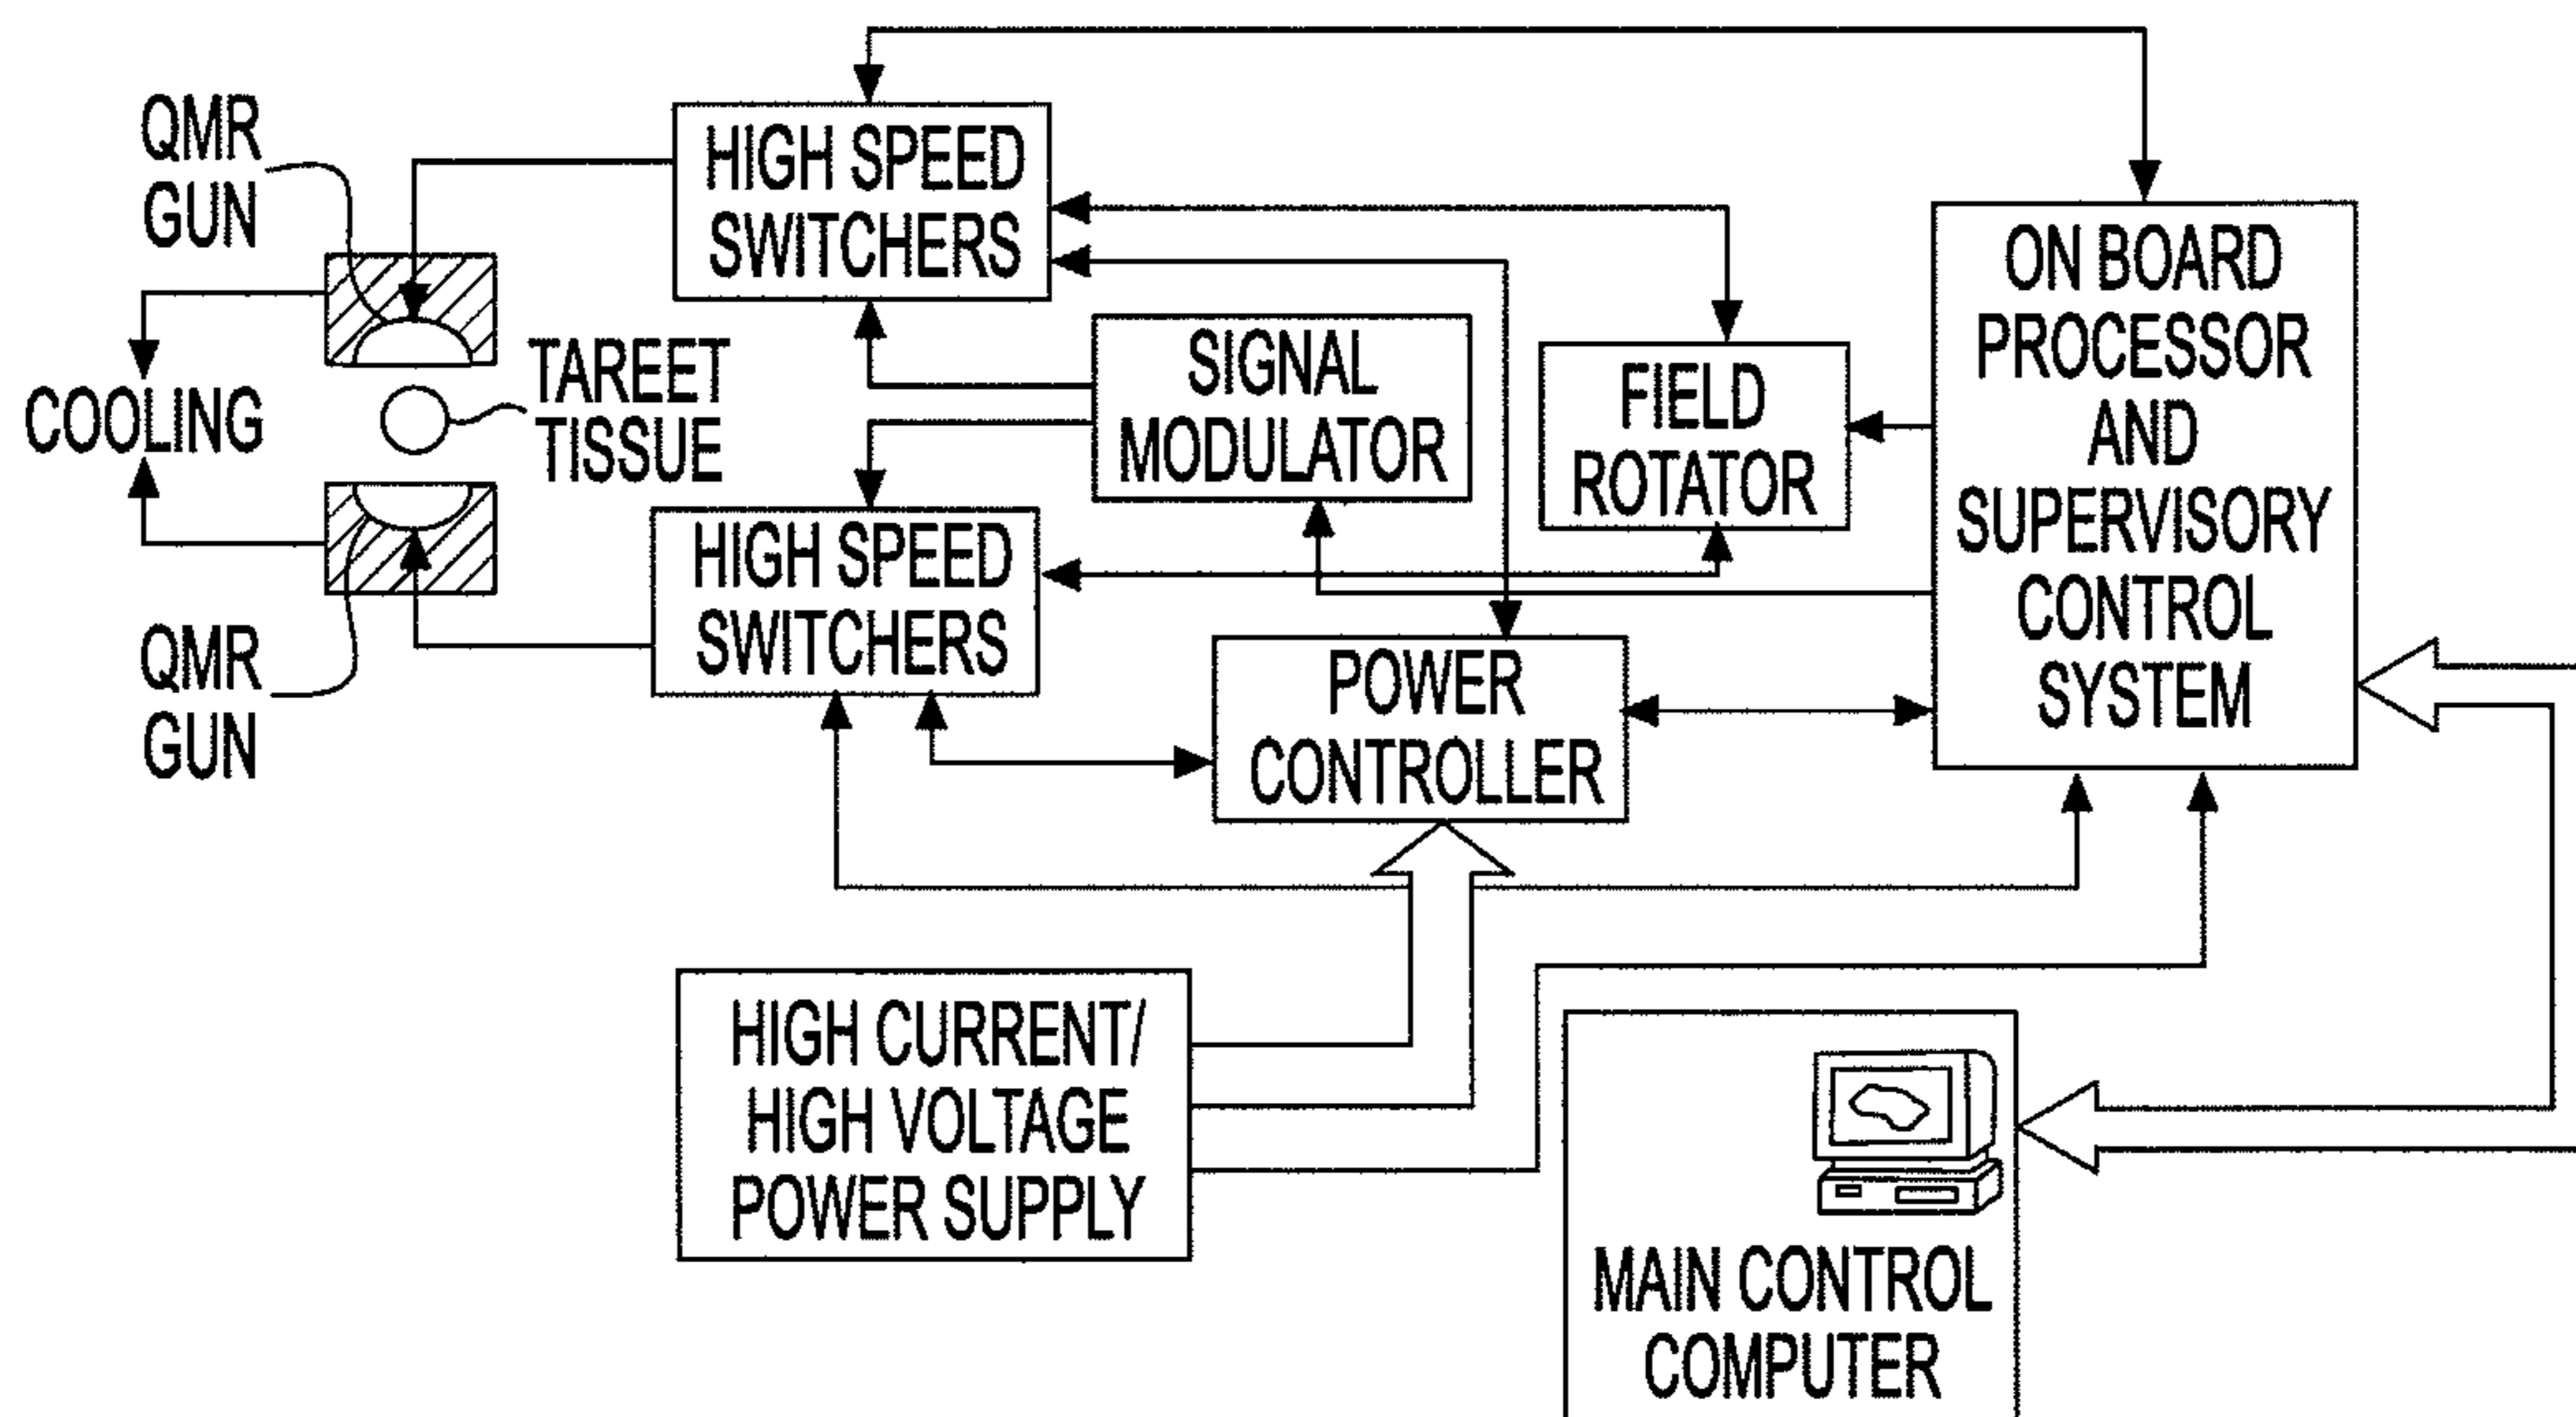 QMR
GUN
HIGH SPEED
SWITCHERS
COOLING
TAREET
TISSUE
SIGNAL
MODULATOR
FIELD
ROTATOR
ON BOARD
PROCESSOR
AND
SUPERVISORY
CONTROL
SYSTEM
QMR
GUN
HIGH SPEED
SWITCHERS
POWER
CONTROLLER
HIGH CURRENT/
HIGH VOLTAGE
POWER SUPPLY
MAIN CONTROL
COMPUTER